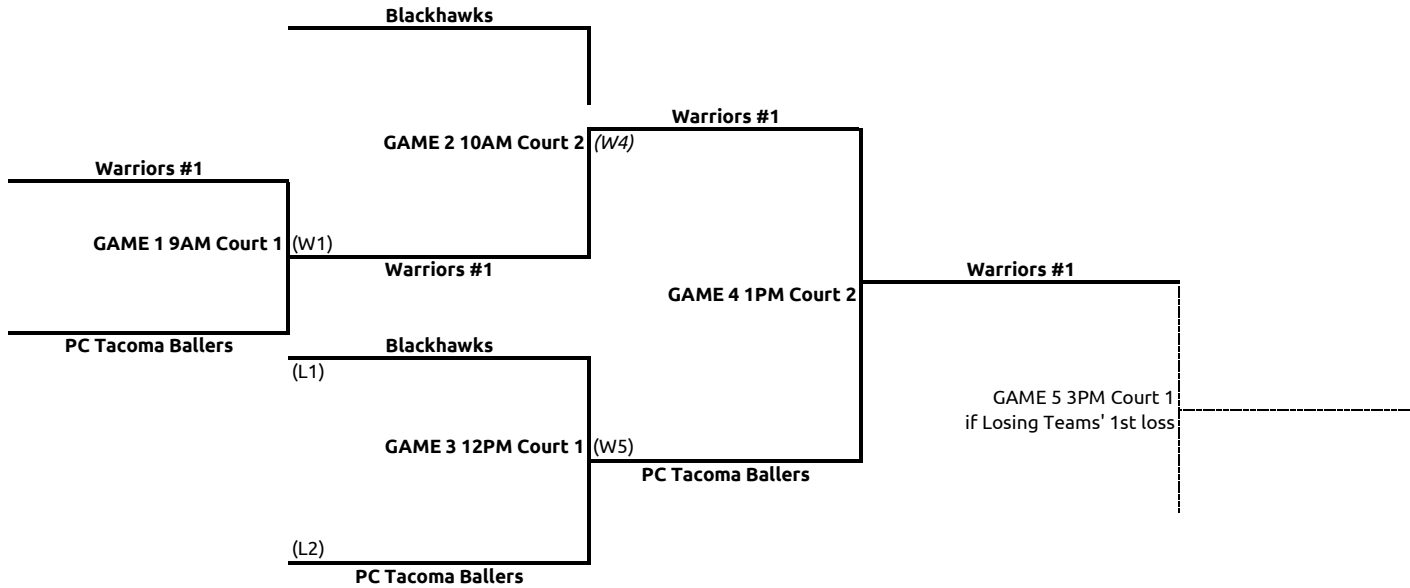 Blackhawks
Warriors #1
GAME 2 10AM Court 2 (W4)
Warriors #1
GAME 1 9AM Court 1 (W1)
Warriors #1
Warriors #1
GAME 4 1PM Court 2
PC Tacoma Ballers
Blackhawks
(L1)
GAME 5 3PM Court 1
if Losing Teams' 1st loss
GAME 3 12PM Court 1 (W5)
PC Tacoma Ballers
(L2)
PC Tacoma Ballers